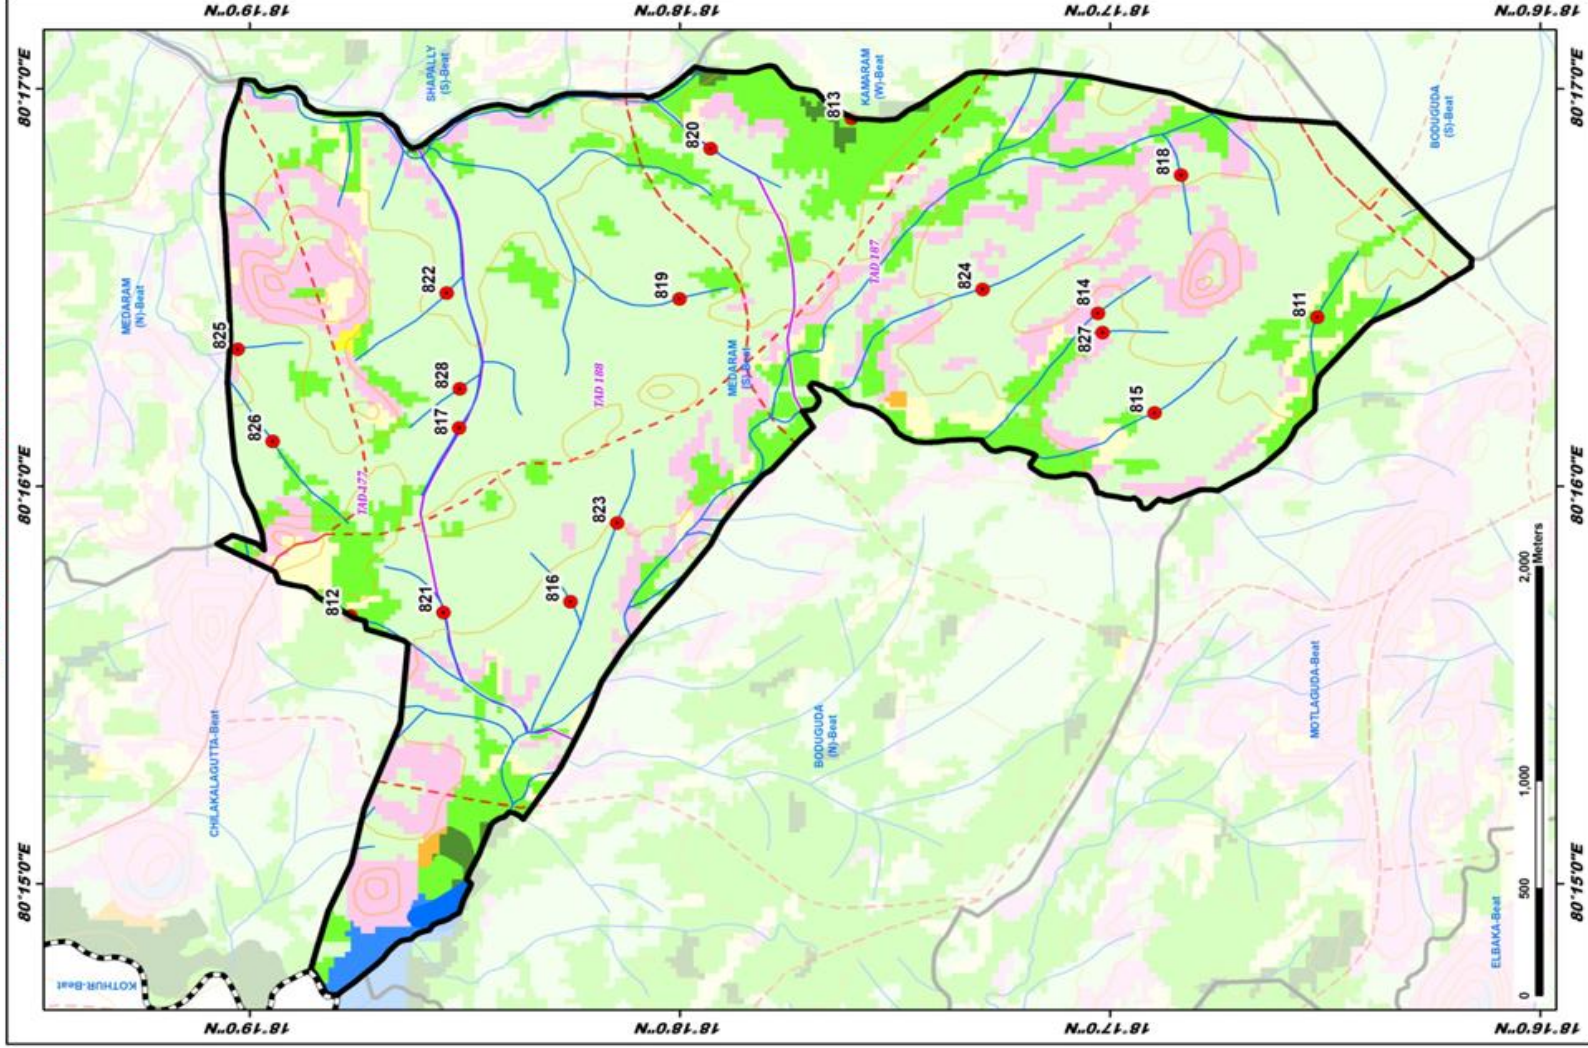 18°19'0"N
18°18'0"N
18°17'0"N
18°16'0"N
80°17'0"E
80°17'0"E
SHAPALLY
(S)-Beat
KAMARAM
(W)-Beat
BODUGUDA
(S)-Beat
813
820
818
MEDARAM
(N)-Beat
822
819
TAD 187
824
814
827
811
825
828
817
826
TAD 188
MEDARAM
(S)-Beat
815
80°16'0"E
80°16'0"E
TAD 177
823
812
821
816
2,000
Meters
CHILAKALAGUTTA-Beat
BODUGUDA
(N)-Beat
MOTLAGUDA-Beat
1,000
500
0
80°15'0"E
80°15'0"E
ELBAKA-Beat
KOTHUR-Beat
18°19'0"N
18°18'0"N
18°17'0"N
18°16'0"N